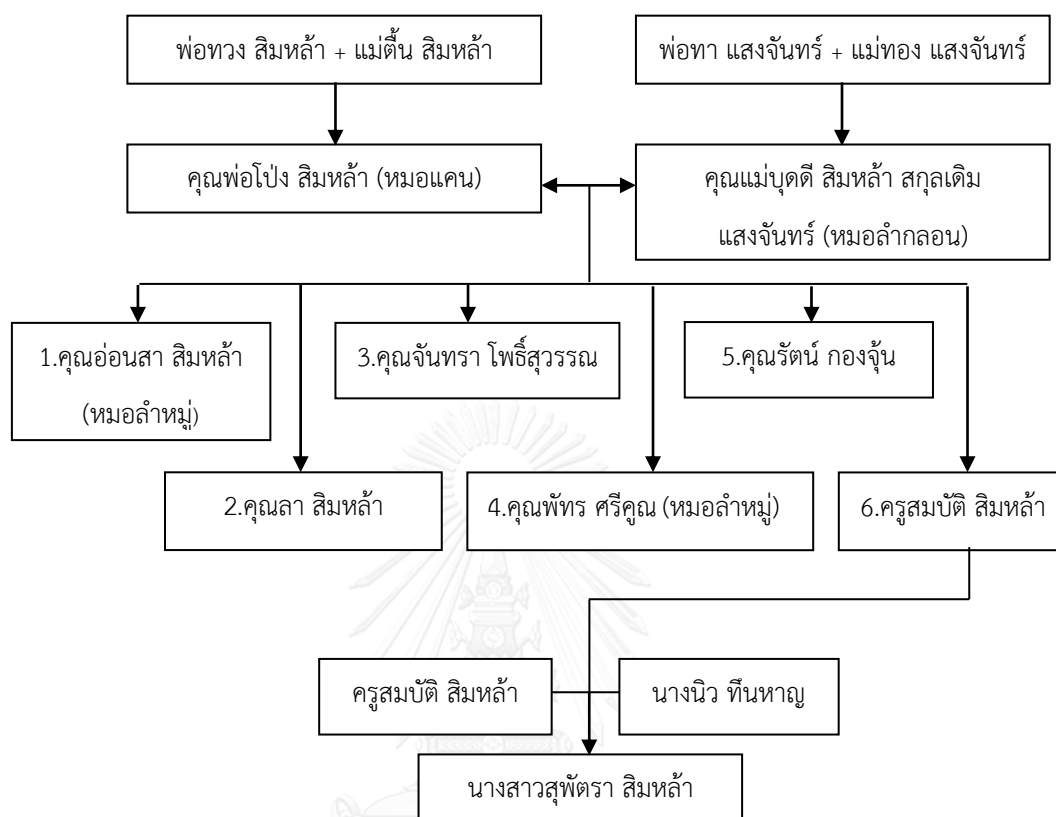 พ่อทวง สิมหล้า + แม่ตื้น สิมหล้า
พ่อทา แสงจันทร์ + แม่ทอง แสงจันทร์
คุณพ่อโป่ง สิมหล้า (หมอแคน)
คุณแม่บุดดี สิมหล้า สกุลเดิม
แสงจันทร์ (หมอลำกลอน)
1.คุณอ่อนสา สิมหล้า
(หมอลำหมู่)
3.คุณจันทรา โพธิ์สุวรรณ
5.คุณรัตน์ กองจุ้น
2.คุณลา สิมหล้า
4.คุณพัทร ศรีคูณ (หมอลำหมู่)
6.ครูสมบัติ สิมหล้า
ครูสมบัติ สิมหล้า
นางนิว ทีนหาญ
นางสาวสุพัตรา สิมหล้า